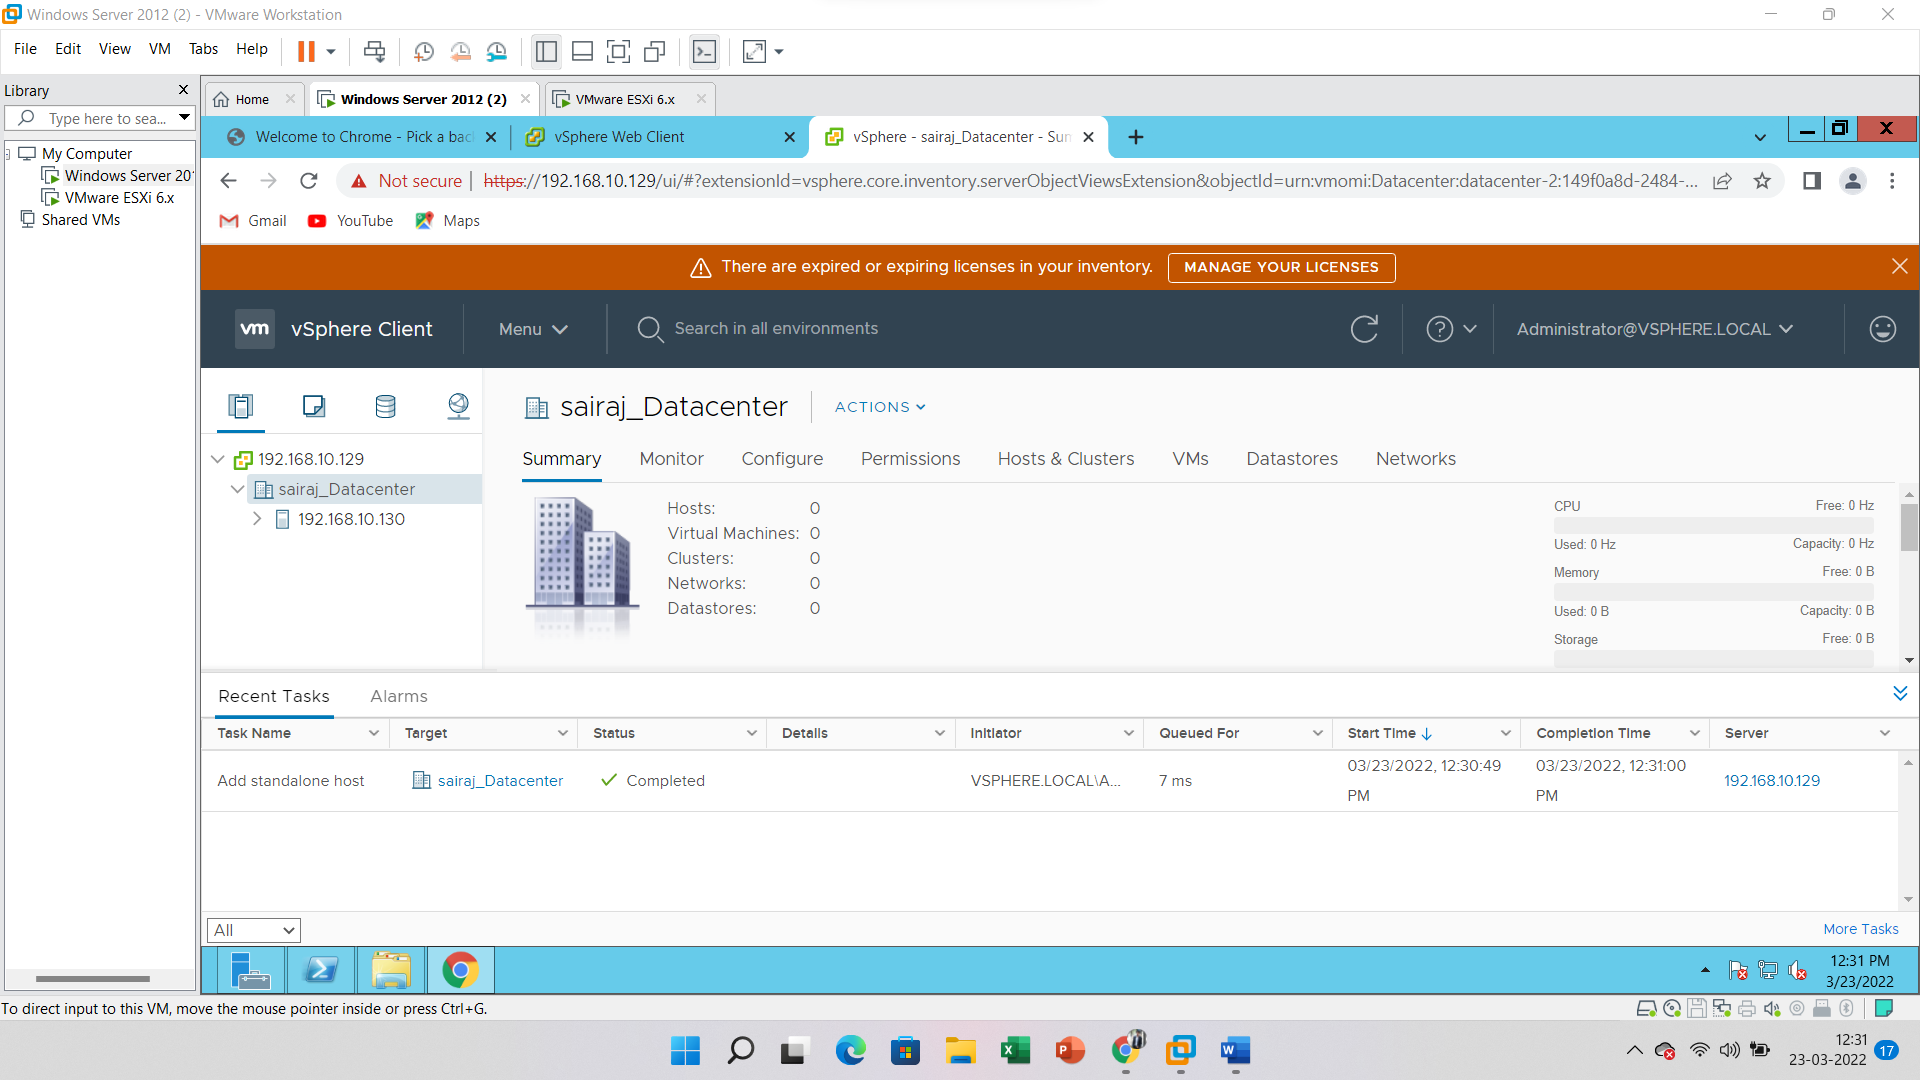 Windows Server 2012 (2) - VMware Workstation
File Edit View VM Tabs Help
Library
Type here to sea...
My Computer
Windows Server 20
VMware ESXi 6.x
Shared VMs
Home
Windows Server 2012 (2)
VMware ESXi 6.x
Welcome to Chrome - Pick a bac
vSphere Web Client
vSphere - sairaj_Datacenter - Sum
Not secure | https://192.168.10.129/ui/#?extensionId=vsphere.core.inventory.serverObjectViewsExtension&objectId=urn:vmomi:Datacenter:datacenter-2:149f0a8d-2484-...
Gmail YouTube Maps
There are expired or expiring licenses in your inventory. MANAGE YOUR LICENSES
vm vSphere Client Menu Search in all environments Administrator@VSPHERE.LOCAL
192.168.10.129
sairaj_Datacenter
192.168.10.130
sairaj_Datacenter ACTIONS
Summary Monitor Configure Permissions Hosts & Clusters VMs Datastores Networks
Hosts: 0
Virtual Machines: 0
Clusters: 0
Networks: 0
Datastores: 0
CPU Free: 0 Hz
Used: 0 Hz Capacity: 0 Hz
Memory Free: 0 B
Used: 0 B Capacity: 0 B
Storage Free: 0 B
Recent Tasks Alarms
Task Name Target Status Details Initiator Queued For Start Time Completion Time Server
Add standalone host sairaj_Datacenter Completed VSPHERE.LOCAL\A... 7 ms 03/23/2022, 12:30:49 PM 03/23/2022, 12:31:00 PM 192.168.10.129
All
More Tasks
12:31 PM
3/23/2022
To direct input to this VM, move the mouse pointer inside or press Ctrl+G.
12:31
23-03-2022
17